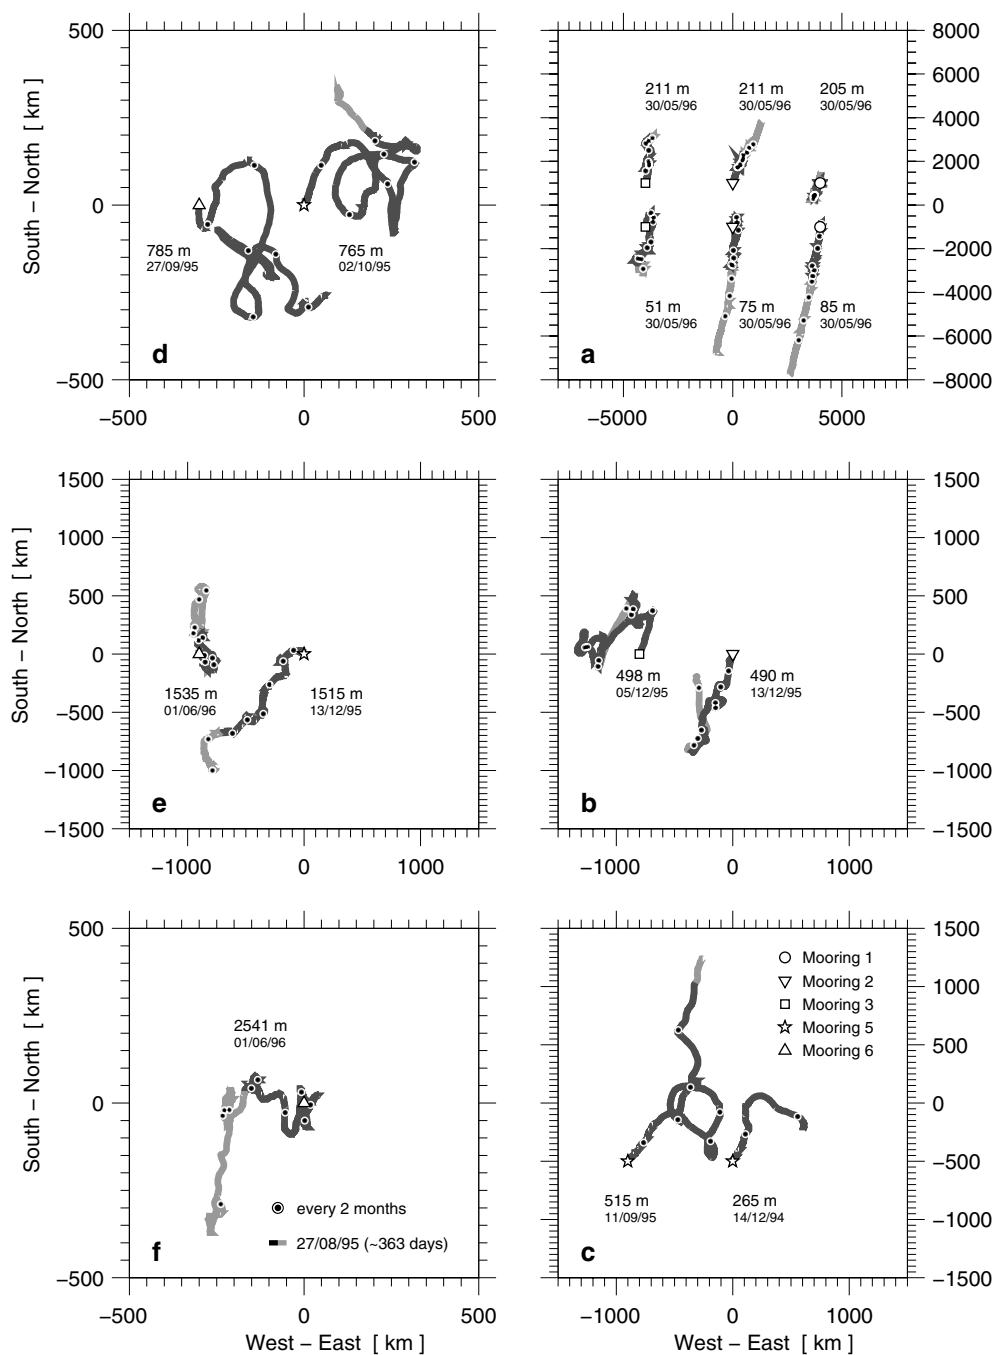 500
0
−500
South − North [ km ]
785 m
27/09/95
765 m
02/10/95
d
−500
0
500
8000
6000
4000
2000
0
−2000
−4000
−6000
−8000
211 m
30/05/96
211 m
30/05/96
205 m
30/05/96
51 m
30/05/96
75 m
30/05/96
85 m
30/05/96
a
−5000
0
5000
1500
1000
500
0
−500
−1000
−1500
South − North [ km ]
1535 m
01/06/96
1515 m
13/12/95
e
−1000
0
1000
1500
1000
500
0
−500
−1000
−1500
498 m
05/12/95
490 m
13/12/95
b
−1000
0
1000
500
0
−500
South − North [ km ]
2541 m
01/06/96
every 2 months
27/08/95 (~363 days)
f
−500
0
500
West − East [ km ]
1500
1000
500
0
−500
−1000
−1500
Mooring 1
Mooring 2
Mooring 3
Mooring 5
Mooring 6
515 m
11/09/95
265 m
14/12/94
c
−1000
0
1000
West − East [ km ]